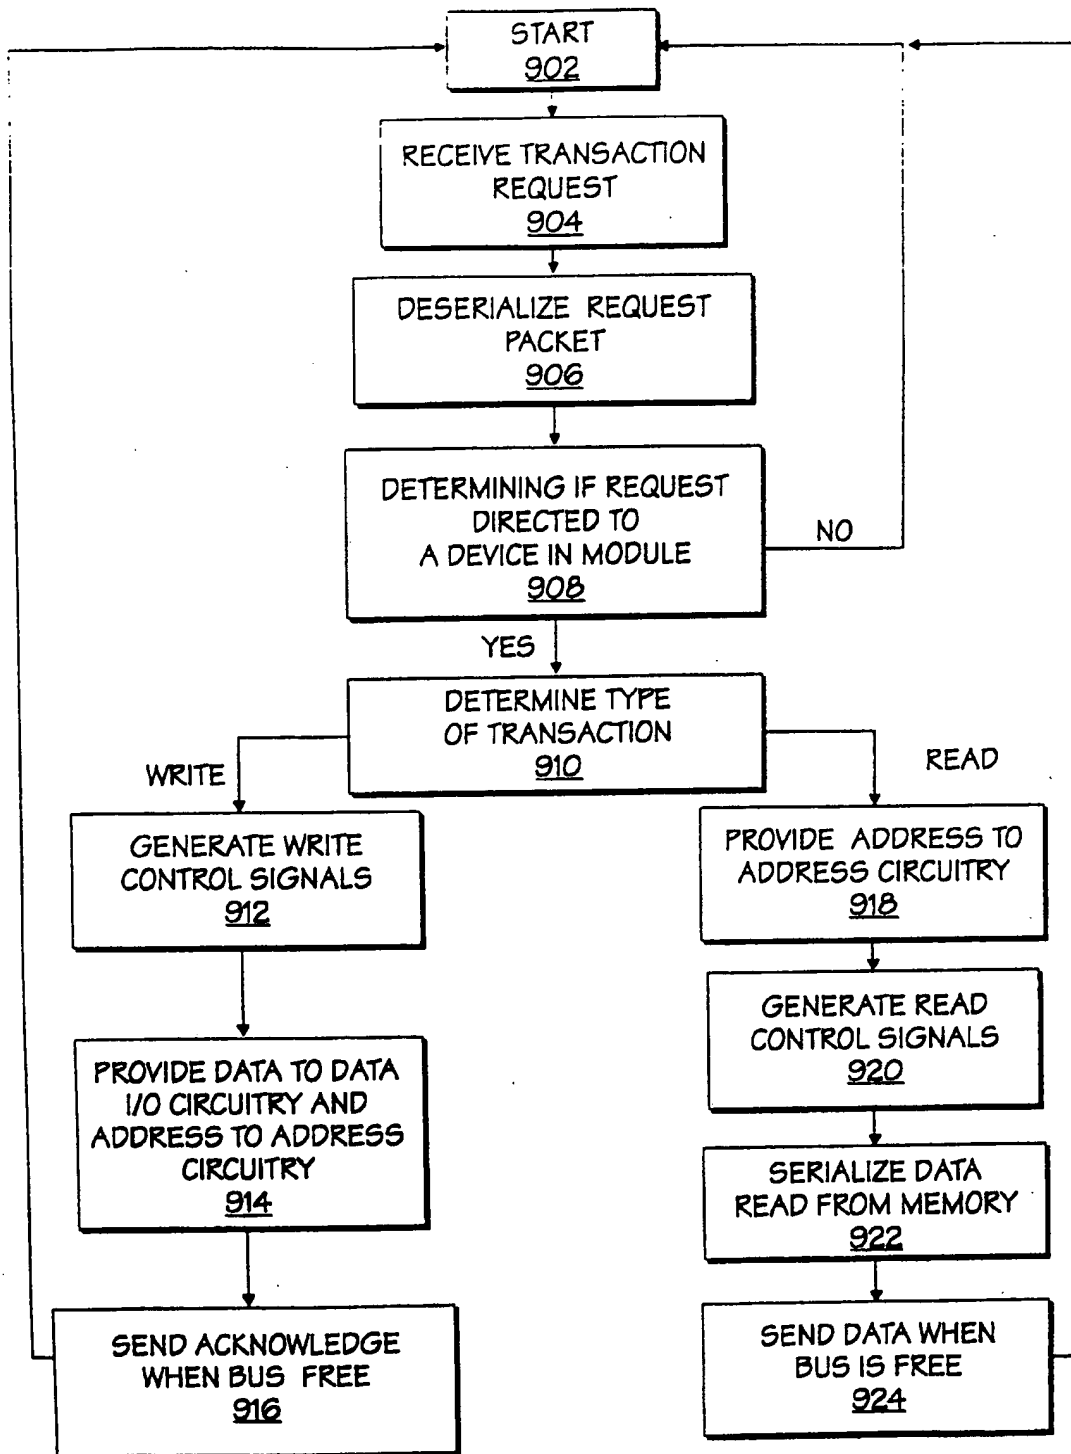 START
902
RECEIVE TRANSACTION
REQUEST
904
DESERIALIZE REQUEST
PACKET
906
DETERMINING IF REQUEST
DIRECTED TO
A DEVICE IN MODULE
908
NO
YES
DETERMINE TYPE
OF TRANSACTION
910
WRITE
READ
GENERATE WRITE
CONTROL SIGNALS
912
PROVIDE DATA TO DATA
I/O CIRCUITRY AND
ADDRESS TO ADDRESS
CIRCUITRY
914
SEND ACKNOWLEDGE
WHEN BUS FREE
916
PROVIDE ADDRESS TO
ADDRESS CIRCUITRY
918
GENERATE READ
CONTROL SIGNALS
920
SERIALIZE DATA
READ FROM MEMORY
922
SEND DATA WHEN
BUS IS FREE
924